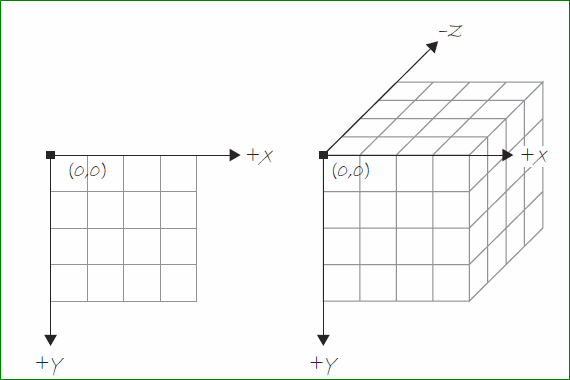 -Z
+X
+X
(0,0)
(0,0)
+Y
+Y